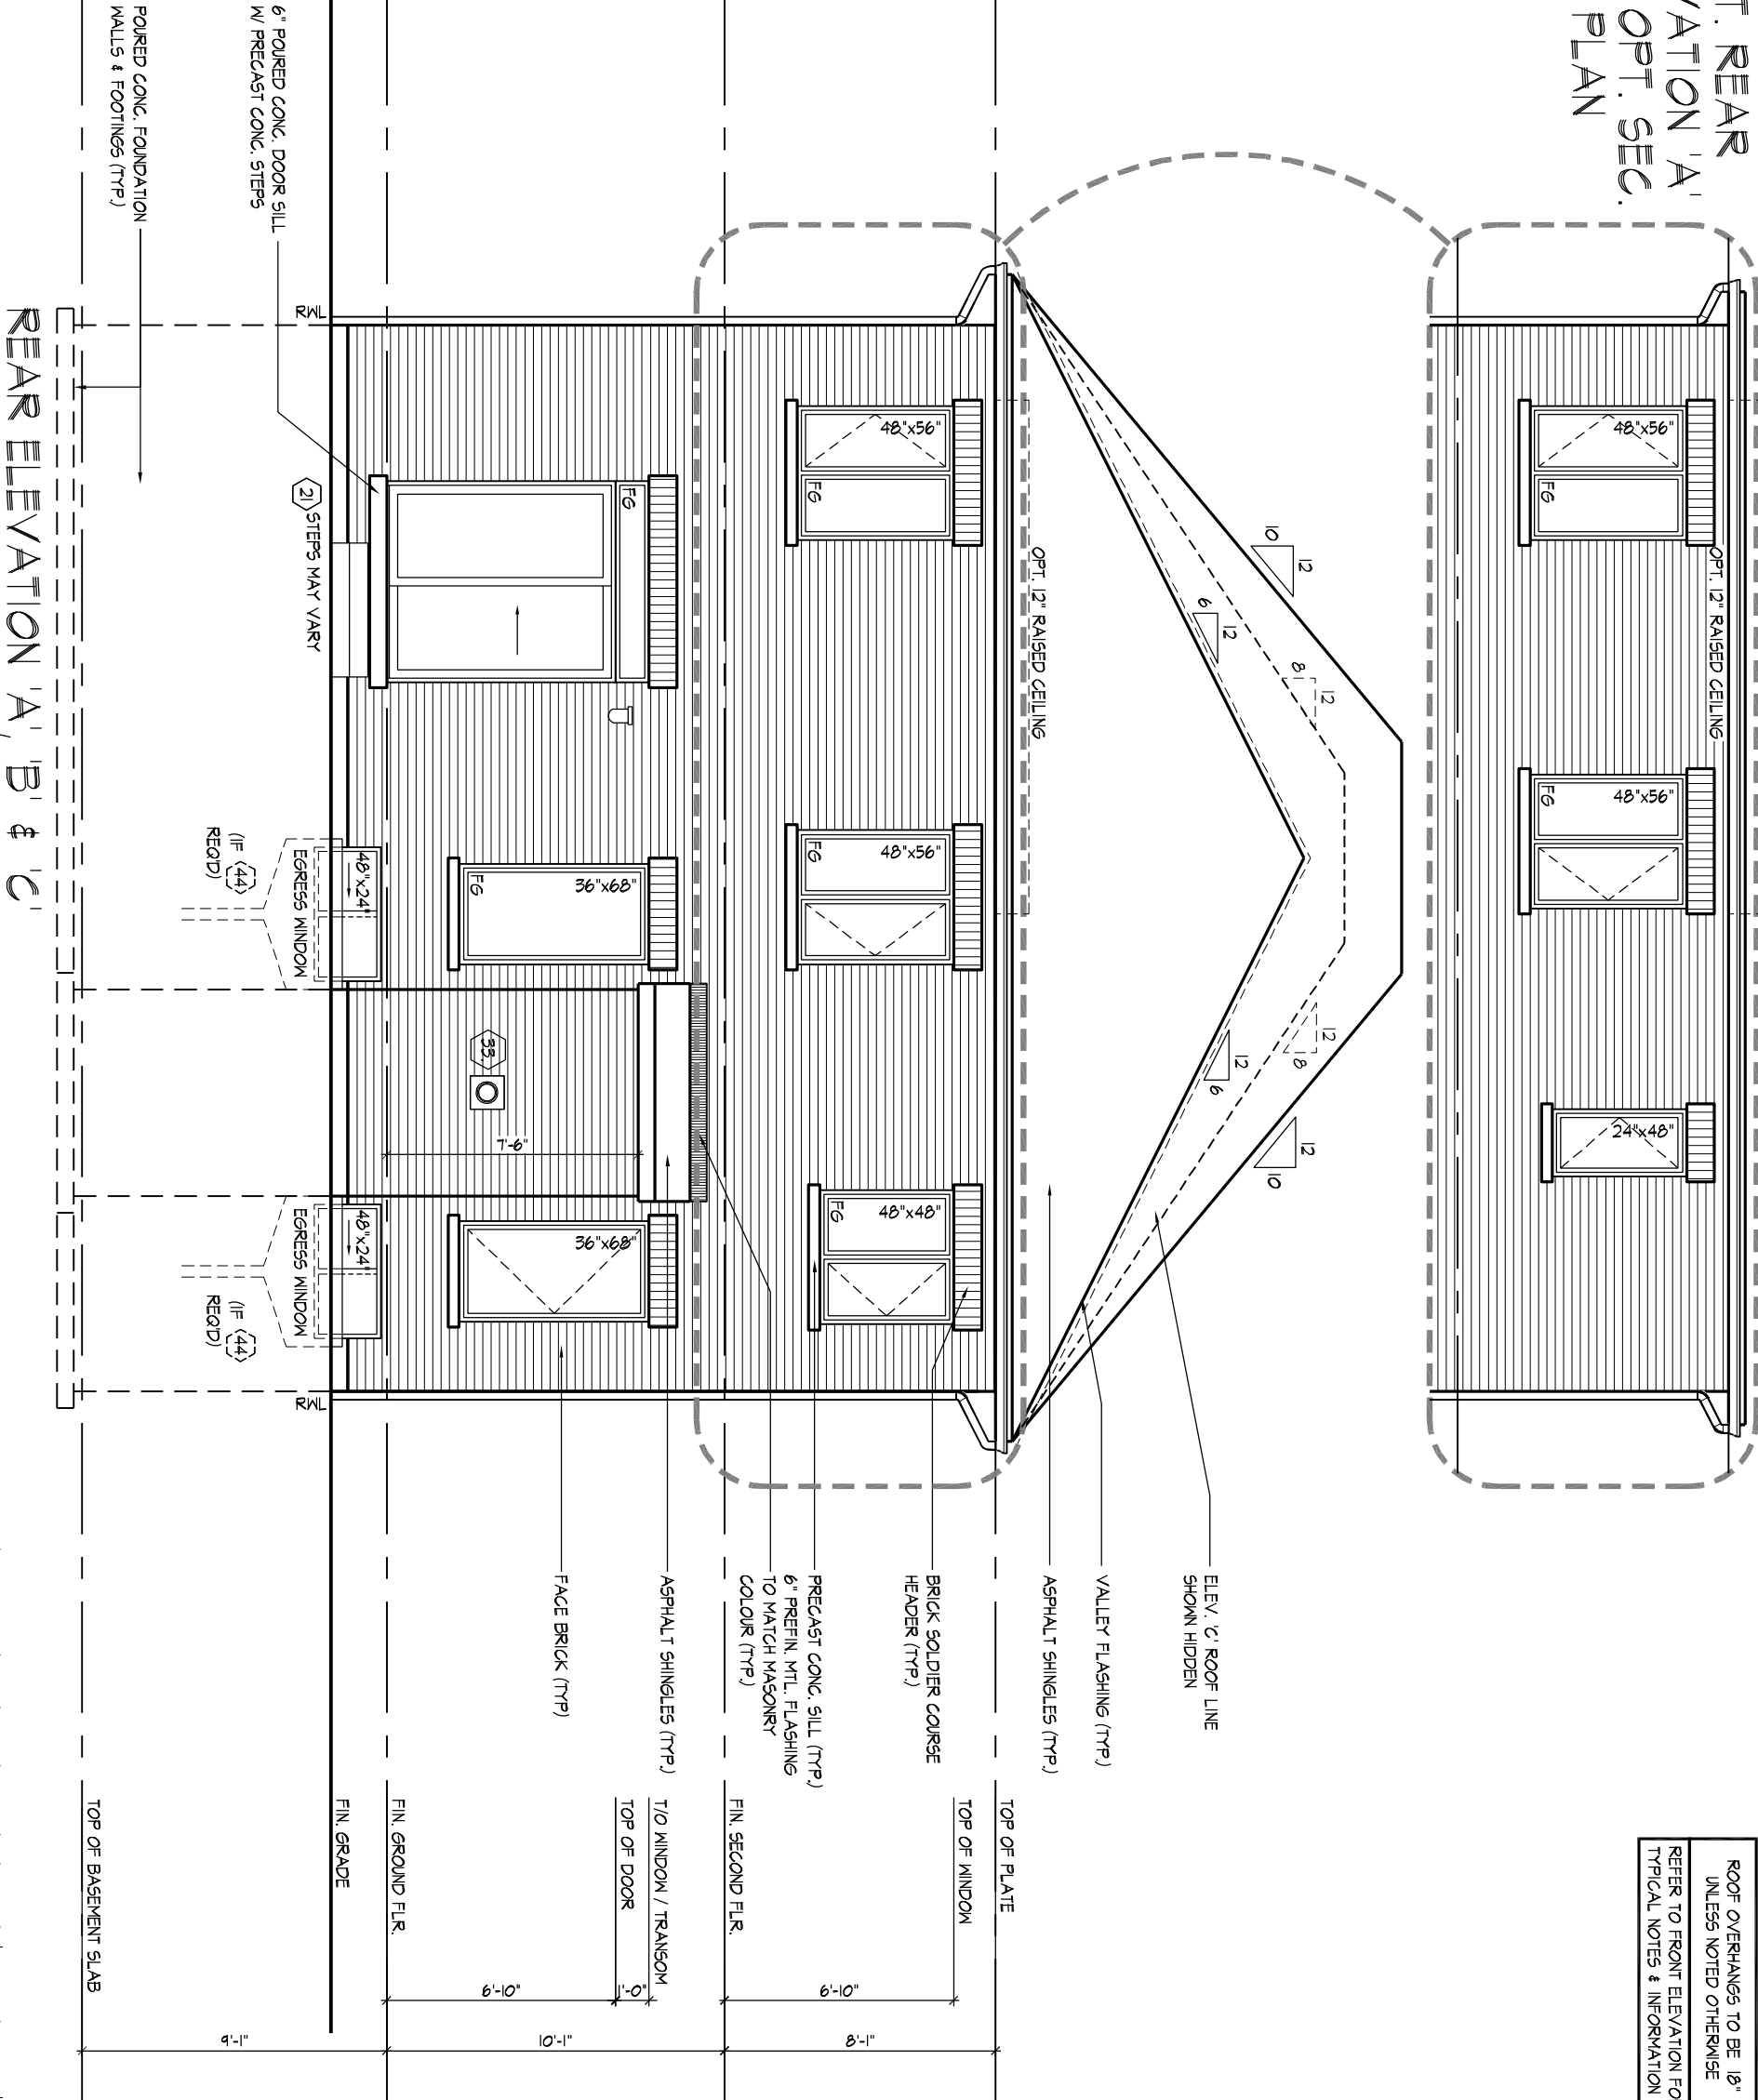 REAR
OPT. SEC.
PLAN
OPT. 12" RAISED CEILING
48"x56"
FG
48"x56"
FG
24"x48"
ROOF OVERHANGS TO BE 18"
UNLESS NOTED OTHERWISE
REFER TO FRONT ELEVATION
TYPICAL NOTES & INFORMATION
12
10
12
6
12
8
12
8
12
6
12
10
OPT. 12" RAISED CEILING
48"x56"
FG
48"x56"
FG
48"x48"
FG
ELEV. 'C' ROOF LINE
SHOWN HIDDEN
VALLEY FLASHING (TYP.)
ASPHALT SHINGLES (TYP.)
BRICK SOLDIER COURSE
HEADER (TYP.)
PRECAST CONC. SILL (TYP.)
6" PREFIN. MTL. FLASHING
TO MATCH MASONRY
COLOUR (TYP.)
ASPHALT SHINGLES (TYP.)
FACE BRICK (TYP)
TOP OF PLATE
TOP OF WINDOW
FIN. SECOND FLR.
T/O WINDOW / TRANSOM
TOP OF DOOR
FIN. GROUND FLR.
FIN. GRADE
TOP OF BASEMENT SLAB
6'-10"
8'-1"
1'-0"
6'-10"
10'-1"
9'-1"
FG
36"x68"
FG
36"x68"
33.
7'-6"
6" POURED CONC. DOOR SILL
W/ PRECAST CONC. STEPS
RWL
RWL
21 STEPS MAY VARY
48"x24"
EGRESS WINDOW
(IF 44
REQ'D)
48"x24"
EGRESS WINDOW
(IF 44
REQ'D)
POURED CONC. FOUNDATION
WALLS & FOOTINGS (TYP.)
REAR ELEVATION 'A', 'B' & 'C'